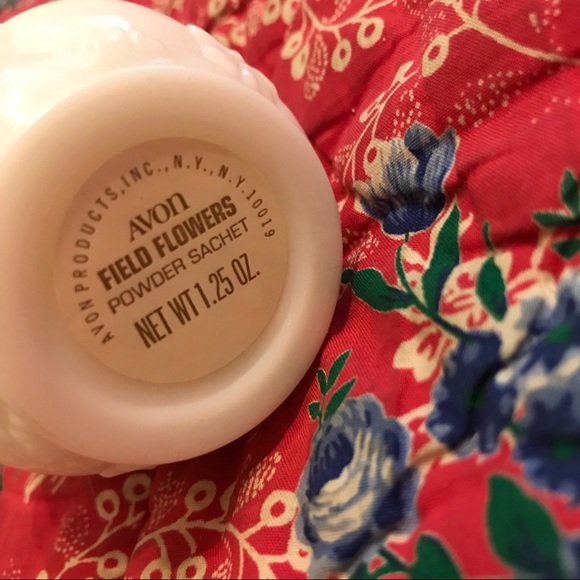 AVON PRODUCTS, INC., N.Y., N.Y. 10019
AVON
FIELD FLOWERS
POWDER SACHET
NET WT 1.25 OZ.